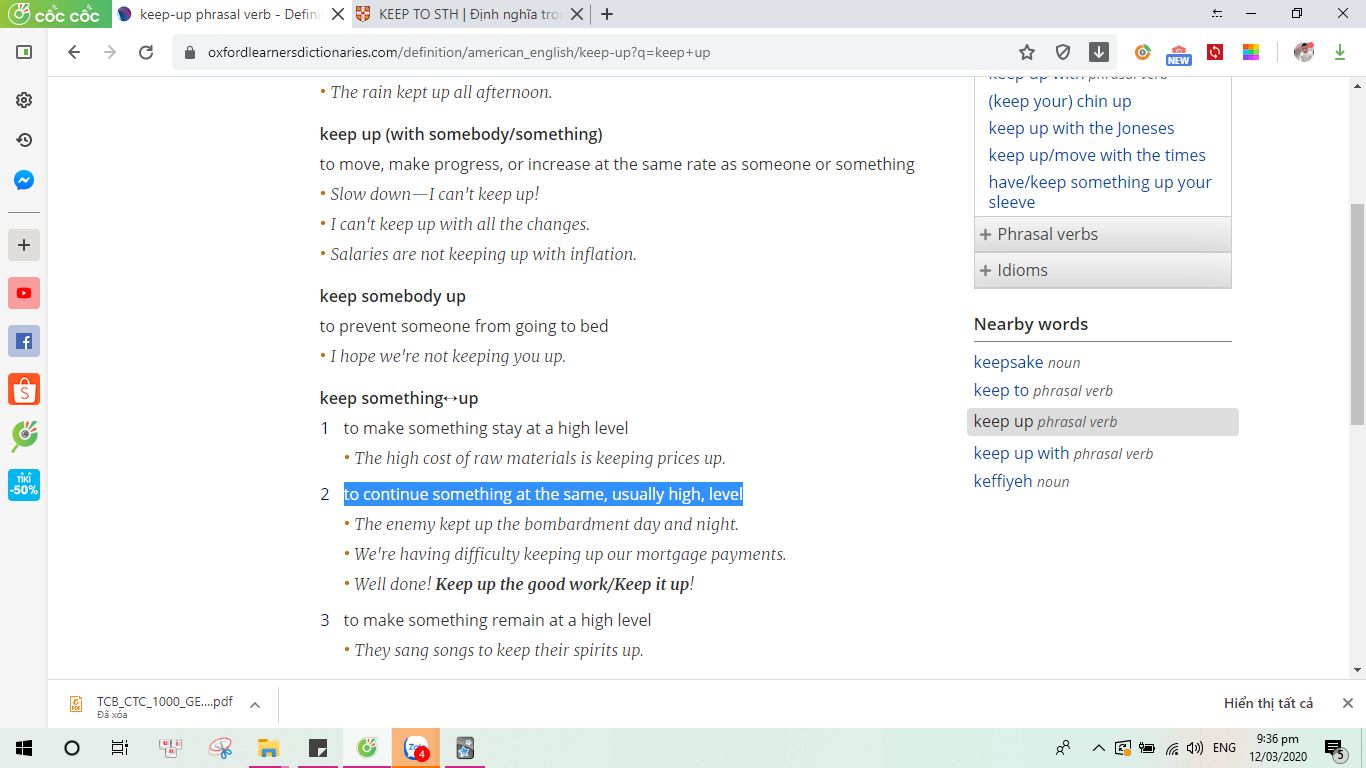 cốc cốc
keep-up phrasal verb - Defini
KEEP TO STH | Định nghĩa tro
oxfordlearnersdictionaries.com/definition/american_english/keep-up?q=keep+up
NEW
• The rain kept up all afternoon.
keep up (with somebody/something)
to move, make progress, or increase at the same rate as someone or something
• Slow down—I can't keep up!
• I can't keep up with all the changes.
• Salaries are not keeping up with inflation.
keep somebody up
to prevent someone from going to bed
• I hope we're not keeping you up.
keep something↔up
1 to make something stay at a high level
• The high cost of raw materials is keeping prices up.
2 to continue something at the same, usually high, level
• The enemy kept up the bombardment day and night.
• We're having difficulty keeping up our mortgage payments.
• Well done! Keep up the good work/Keep it up!
3 to make something remain at a high level
• They sang songs to keep their spirits up.
keep up with phrasal verb
(keep your) chin up
keep up with the Joneses
keep up/move with the times
have/keep something up your
sleeve
+ Phrasal verbs
+ Idioms
Nearby words
keepsake noun
keep to phrasal verb
keep up phrasal verb
keep up with phrasal verb
keffiyeh noun
TIKI
-50%
TCB_CTC_1000_GE....pdf
Đã xóa
Hiển thị tất cả
4
ENG
9:36 pm
12/03/2020
5